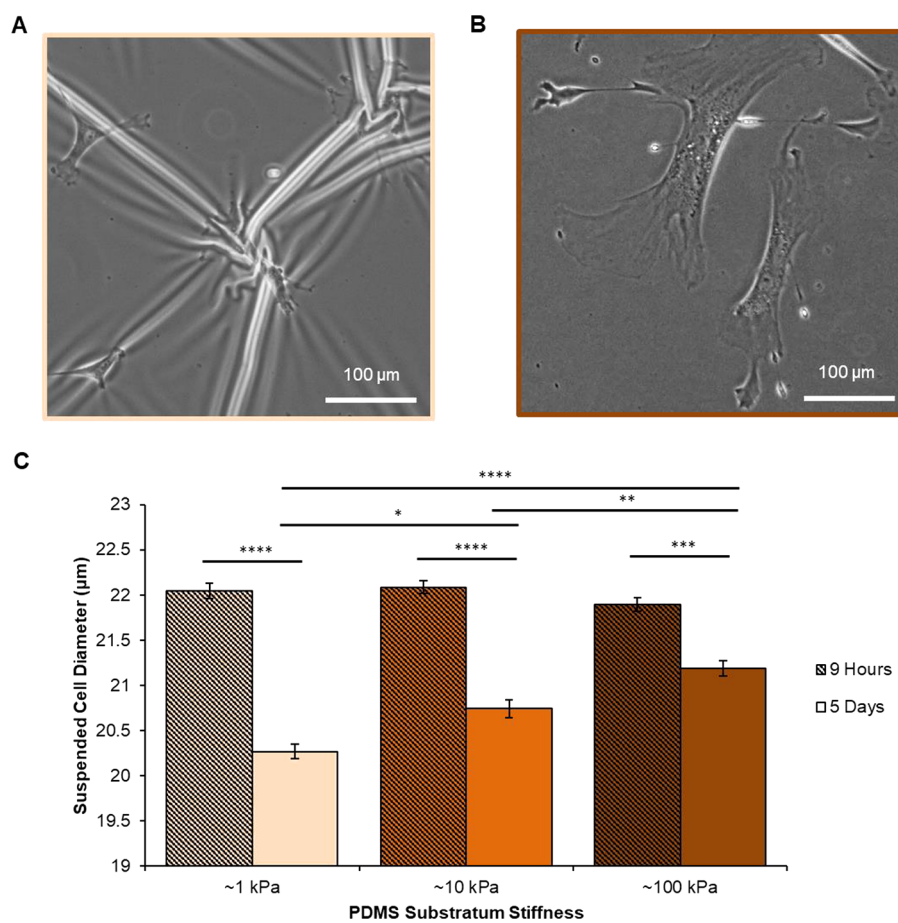 A
B
100 µm
100 µm
C
****
**
*
****
****
***
23
22.5
22
21.5
21
20.5
20
19.5
19
Suspended Cell Diameter (µm)
9 Hours
5 Days
~1 kPa
~10 kPa
~100 kPa
PDMS Substratum Stiffness